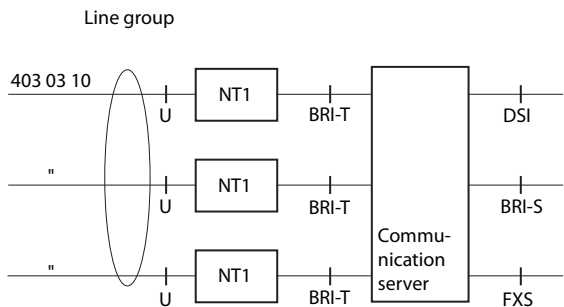 Line group
403 03 10
NT1
U
BRI-T
DSI
"
NT1
U
BRI-T
BRI-S
"
NT1
U
BRI-T
Commu-
nication
server
FXS